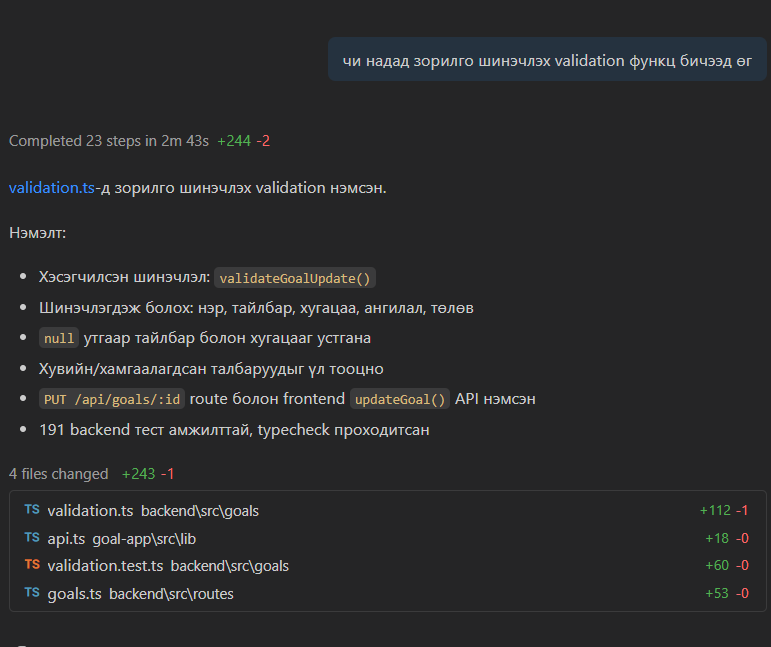 чи надад зорилго шинэчлэх validation функц бичээд өг
Completed 23 steps in 2m 43s +244 -2
validation.ts-д зорилго шинэчлэх validation нэмсэн.
Нэмэлт:
Хэсэгчилсэн шинэчлэл: validateGoalUpdate()
Шинэчлэгдэж болох: нэр, тайлбар, хугацаа, ангилал, төлөв
null утгаар тайлбар болон хугацааг устгана
Хувийн/хамгаалагдсан талбаруудыг үл тооцно
PUT /api/goals/:id route болон frontend updateGoal() API нэмсэн
191 backend тест амжилттай, typecheck проходитсан
4 files changed +243 -1
TS validation.ts backend\src\goals +112 -1
TS api.ts goal-app\src\lib +18 -0
TS validation.test.ts backend\src\goals +60 -0
TS goals.ts backend\src\routes +53 -0